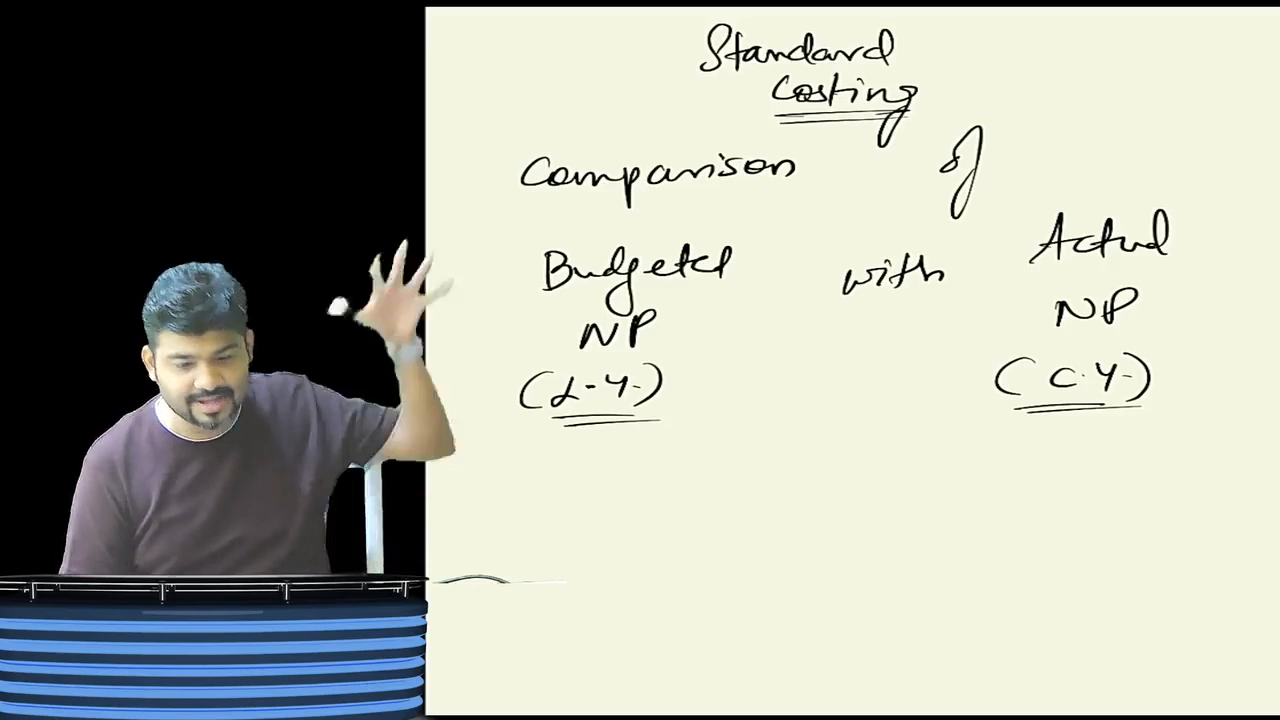 Standard
Costing
Comparison of
Budgeted with Actual
NP NP
(L.Y.) (C.Y.)